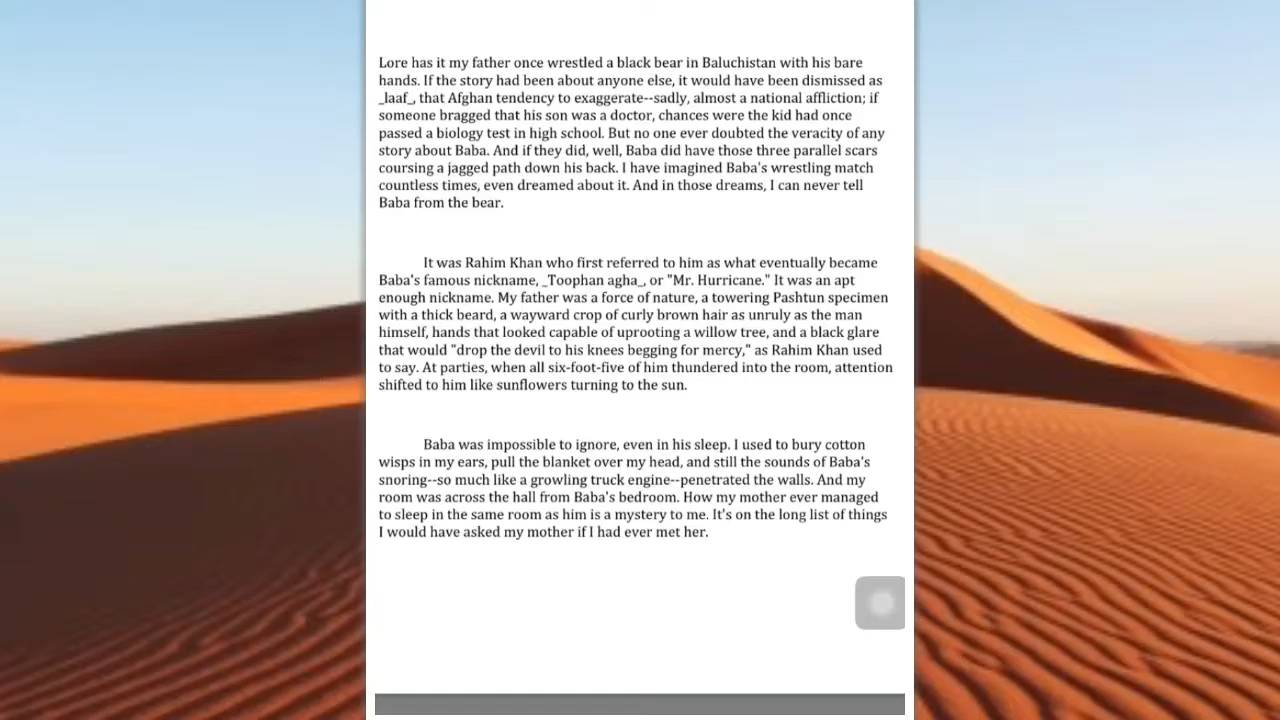 Lore has it my father once wrestled a black bear in Baluchistan with his bare
hands. If the story had been about anyone else, it would have been dismissed as
_laaf_, that Afghan tendency to exaggerate--sadly, almost a national affliction; if
someone bragged that his son was a doctor, chances were the kid had once
passed a biology test in high school. But no one ever doubted the veracity of any
story about Baba. And if they did, well, Baba did have those three parallel scars
coursing a jagged path down his back. I have imagined Baba's wrestling match
countless times, even dreamed about it. And in those dreams, I can never tell
Baba from the bear.
It was Rahim Khan who first referred to him as what eventually became
Baba's famous nickname, _Toophan agha_, or "Mr. Hurricane." It was an apt
enough nickname. My father was a force of nature, a towering Pashtun specimen
with a thick beard, a wayward crop of curly brown hair as unruly as the man
himself, hands that looked capable of uprooting a willow tree, and a black glare
that would "drop the devil to his knees begging for mercy," as Rahim Khan used
to say. At parties, when all six-foot-five of him thundered into the room, attention
shifted to him like sunflowers turning to the sun.
Baba was impossible to ignore, even in his sleep. I used to bury cotton
wisps in my ears, pull the blanket over my head, and still the sounds of Baba's
snoring--so much like a growling truck engine--penetrated the walls. And my
room was across the hall from Baba's bedroom. How my mother ever managed
to sleep in the same room as him is a mystery to me. It's on the long list of things
I would have asked my mother if I had ever met her.